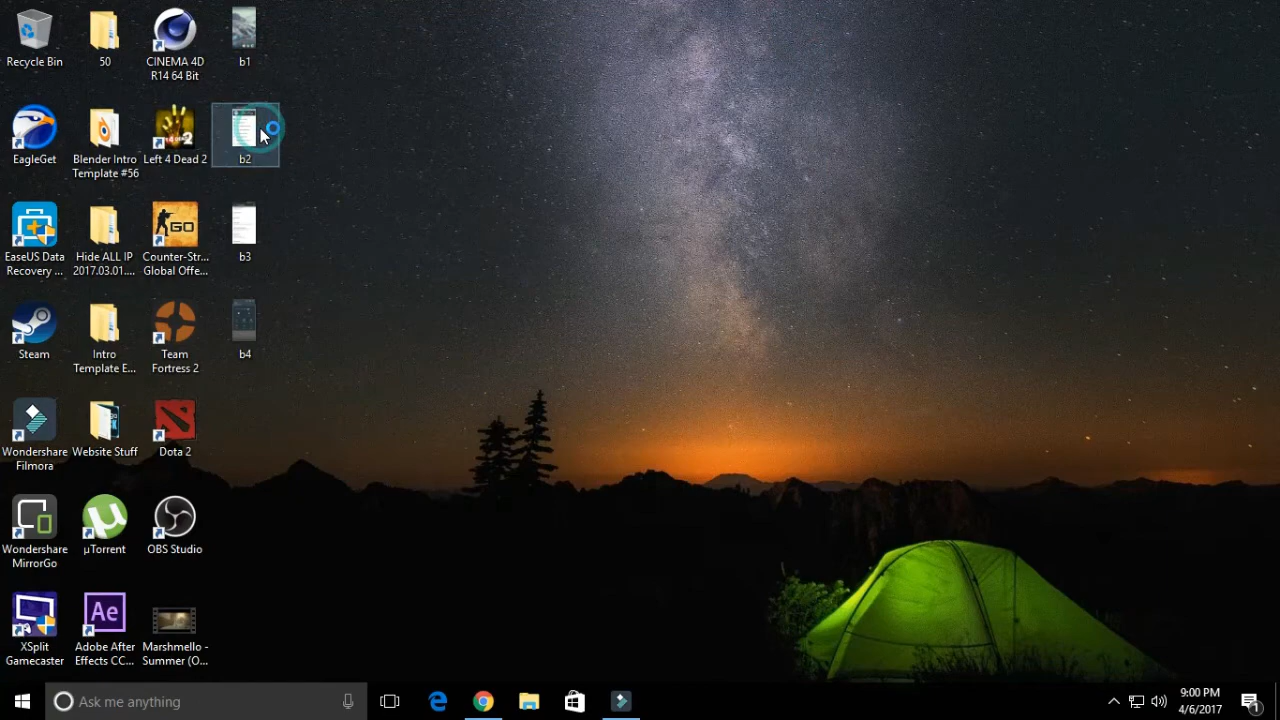 Recycle Bin
50
CINEMA 4D
R14 64 Bit
b1
EagleGet
Blender Intro
Template #56
Left 4 Dead 2
b2
EaseUS Data
Recovery ...
Hide ALL IP
2017.03.01....
Counter-Str...
Global Offe...
b3
Steam
Intro
Template E...
Team
Fortress 2
b4
Wondershare
Filmora
Website Stuff
Dota 2
Wondershare
MirrorGo
µTorrent
OBS Studio
XSplit
Gamecaster
Adobe After
Effects CC...
Marshmello -
Summer (O...
Ask me anything
9:00 PM
4/6/2017